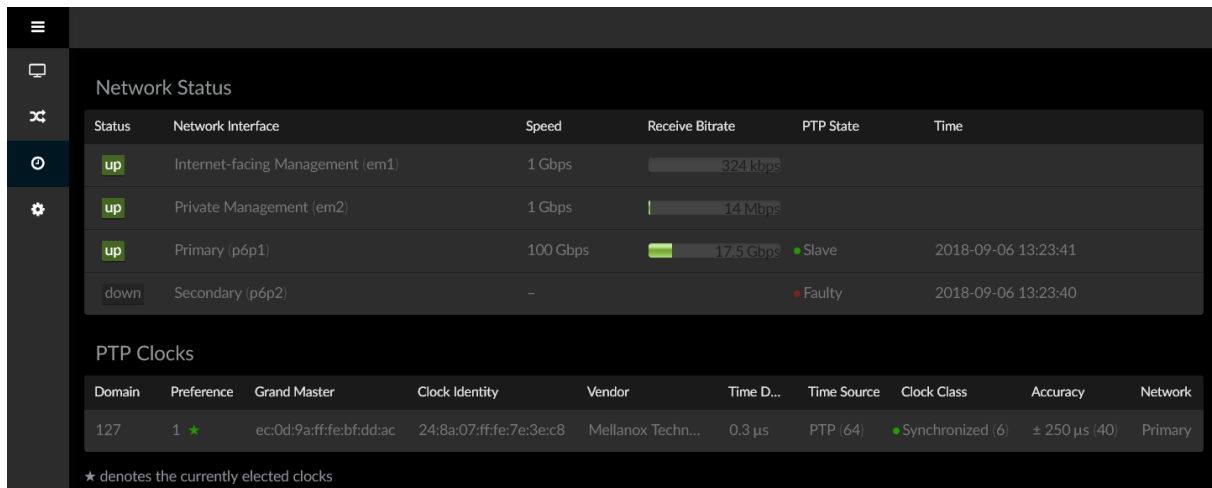 Network Status
Status Network Interface Speed Receive Bitrate PTP State Time
up Internet-facing Management (em1) 1 Gbps 324 kbps
up Private Management (em2) 1 Gbps 14 Mbps
up Primary (p6p1) 100 Gbps 17.5 Gbps Slave 2018-09-06 13:23:41
down Secondary (p6p2) – Faulty 2018-09-06 13:23:40
PTP Clocks
Domain Preference Grand Master Clock Identity Vendor Time D... Time Source Clock Class Accuracy Network
127 1 ★ ec:0d:9a:ff:fe:bf:dd:ac 24:8a:07:ff:fe:7e:3e:c8 Mellanox Techn... 0.3 μs PTP (64) Synchronized (6) ± 250 μs (40) Primary
★ denotes the currently elected clocks